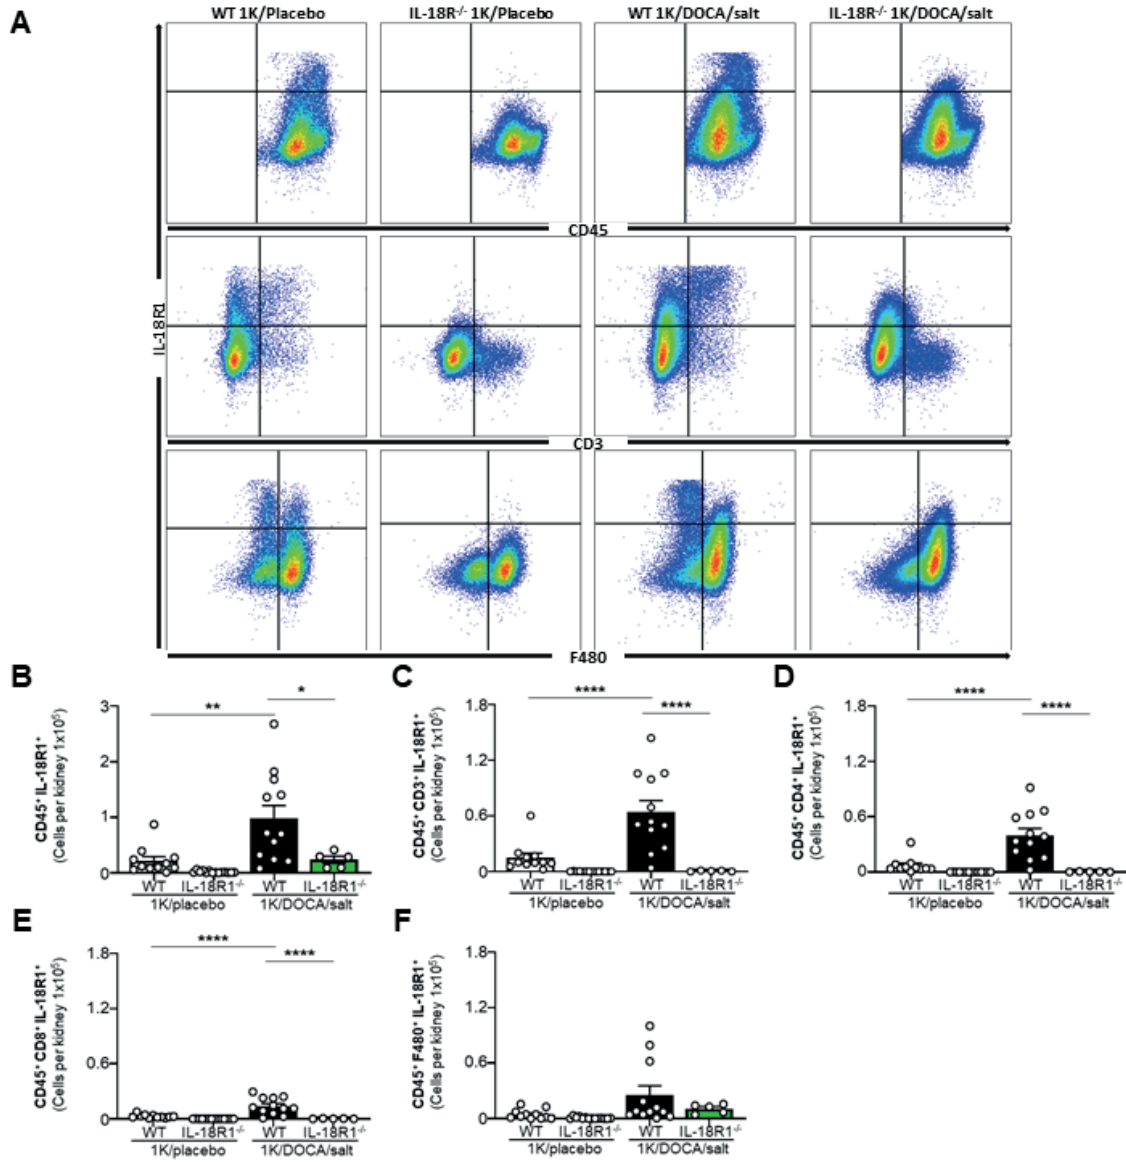 A
WT 1K/Placebo
IL-18R-/- 1K/Placebo
WT 1K/DOCA/salt
IL-18R-/- 1K/DOCA/salt
IL-18R1
CD45
CD3
F480
B
CD45⁺ IL-18R1⁺
(Cells per kidney 1x10⁵)
3
2
1
0
**
*
WT
IL-18R1-/-
WT
IL-18R1-/-
1K/placebo
1K/DOCA/salt
C
CD45⁺ CD3⁺ IL-18R1⁺
(Cells per kidney 1x10⁵)
1.8
1.2
0.6
0
****
****
WT
IL-18R1-/-
WT
IL-18R1-/-
1K/placebo
1K/DOCA/salt
D
CD45⁺ CD4⁺ IL-18R1⁺
(Cells per kidney 1x10⁵)
1.8
1.2
0.6
0
****
****
WT
IL-18R1-/-
WT
IL-18R1-/-
1K/placebo
1K/DOCA/salt
E
CD45⁺ CD8⁺ IL-18R1⁺
(Cells per kidney 1x10⁵)
1.8
1.2
0.6
0
****
****
WT
IL-18R1-/-
WT
IL-18R1-/-
1K/placebo
1K/DOCA/salt
F
CD45⁺ F480⁺ IL-18R1⁺
(Cells per kidney 1x10⁵)
1.8
1.2
0.6
0
WT
IL-18R1-/-
WT
IL-18R1-/-
1K/placebo
1K/DOCA/salt